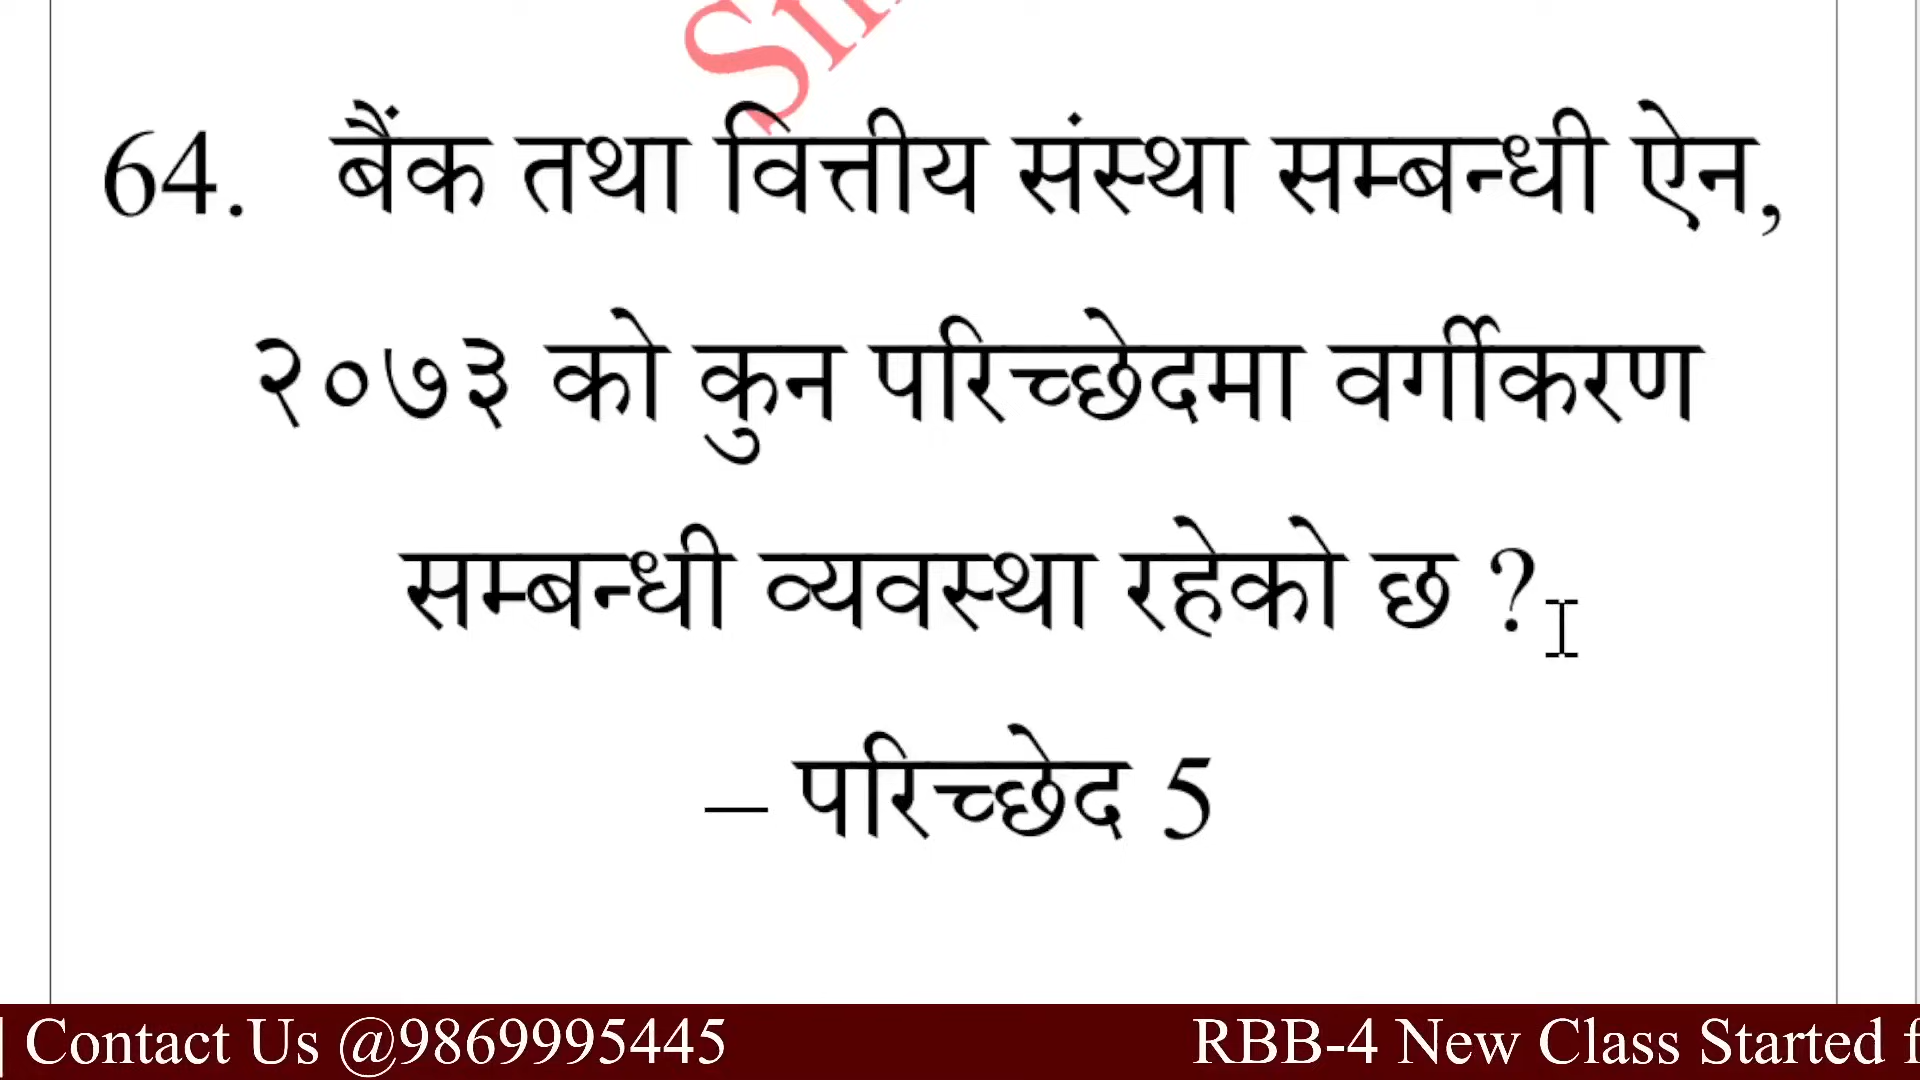 64. बैंक तथा वित्तीय संस्था सम्बन्धी ऐन,
२०७३ को कुन परिच्छेदमा वर्गीकरण
सम्बन्धी व्यवस्था रहेको छ ?
– परिच्छेद 5
| Contact Us @9869995445 RBB-4 New Class Started f